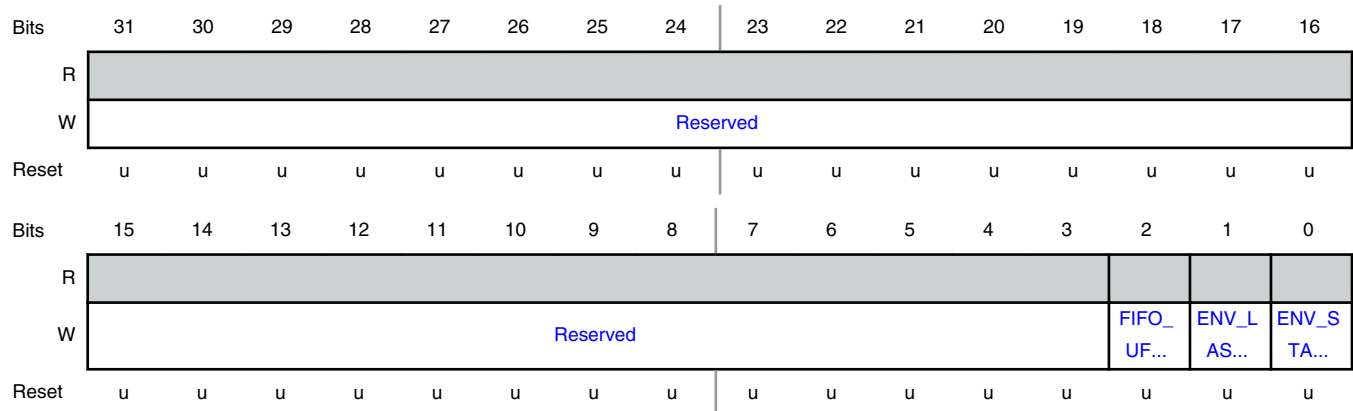 Bits 31 30 29 28 27 26 25 24 23 22 21 20 19 18 17 16
R
W Reserved
Reset u u u u u u u u u u u u u u u u
Bits 15 14 13 12 11 10 9 8 7 6 5 4 3 2 1 0
R
W Reserved FIFO_ ENV_L ENV_S
UF... AS... TA...
Reset u u u u u u u u u u u u u u u u